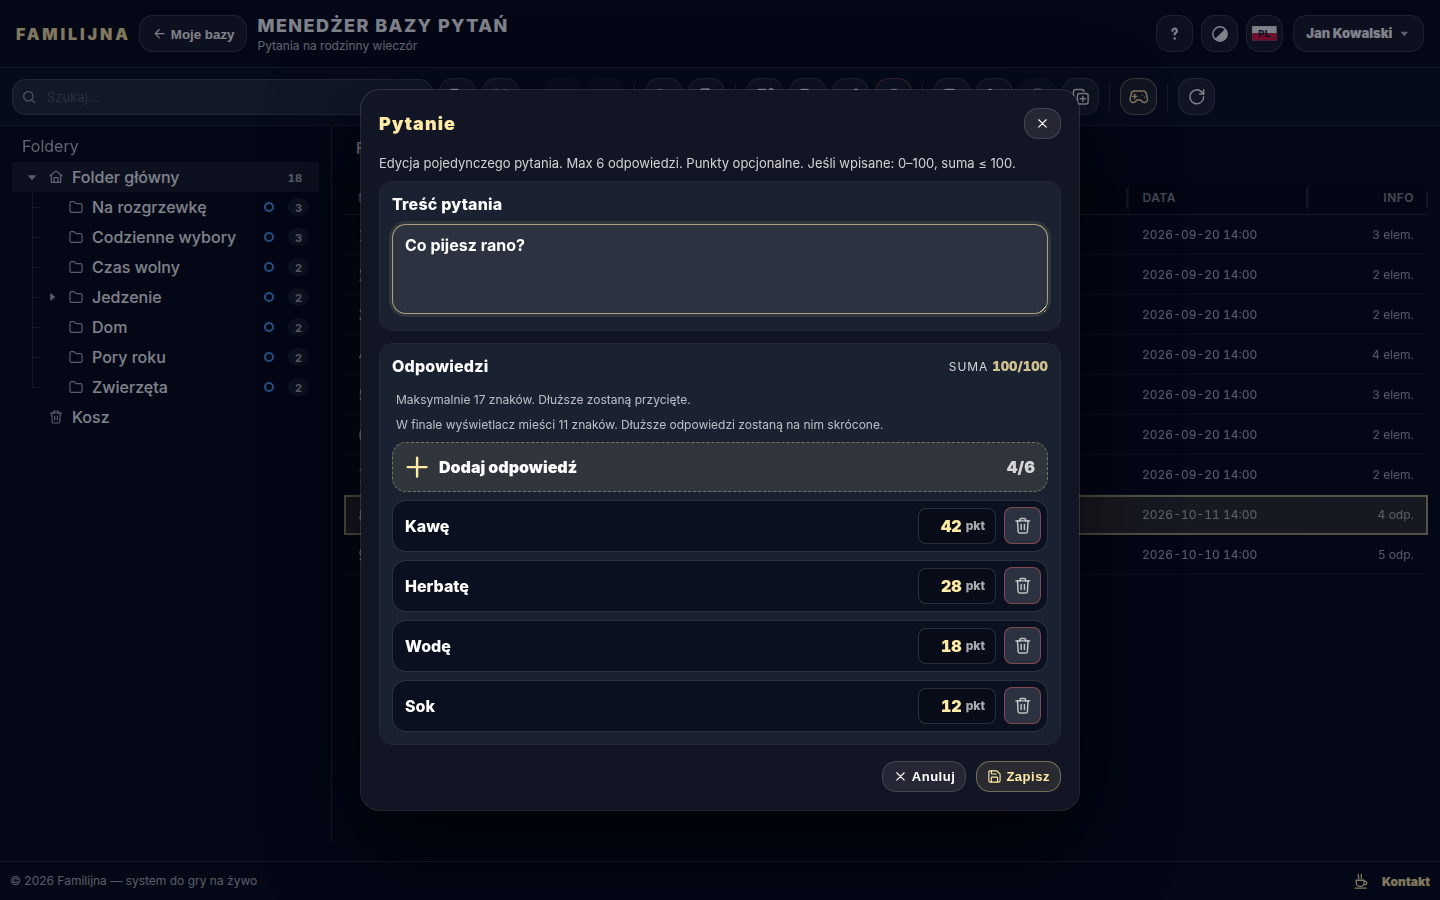 FAMILIJNA
Moje bazy
MENEDŻER BAZY PYTAŃ
Pytania na rodzinny wieczór
?
PL
Jan Kowalski
Szukaj...
Foldery
Folder główny 18
Na rozgrzewkę 3
Codzienne wybory 3
Czas wolny 2
Jedzenie 2
Dom 2
Pory roku 2
Zwierzęta 2
Kosz
DATA INFO
2026-09-20 14:00 3 elem.
2026-09-20 14:00 2 elem.
2026-09-20 14:00 2 elem.
2026-09-20 14:00 4 elem.
2026-09-20 14:00 3 elem.
2026-09-20 14:00 2 elem.
2026-09-20 14:00 2 elem.
2026-10-11 14:00 4 odp.
2026-10-10 14:00 5 odp.
Pytanie
Edycja pojedynczego pytania. Max 6 odpowiedzi. Punkty opcjonalne. Jeśli wpisane: 0–100, suma ≤ 100.
Treść pytania
Co pijesz rano?
Odpowiedzi SUMA 100/100
Maksymalnie 17 znaków. Dłuższe zostaną przycięte.
W finale wyświetlacz mieści 11 znaków. Dłuższe odpowiedzi zostaną na nim skrócone.
Dodaj odpowiedź 4/6
Kawę 42 pkt
Herbatę 28 pkt
Wodę 18 pkt
Sok 12 pkt
Anuluj
Zapisz
© 2026 Familijna — system do gry na żywo
Kontakt